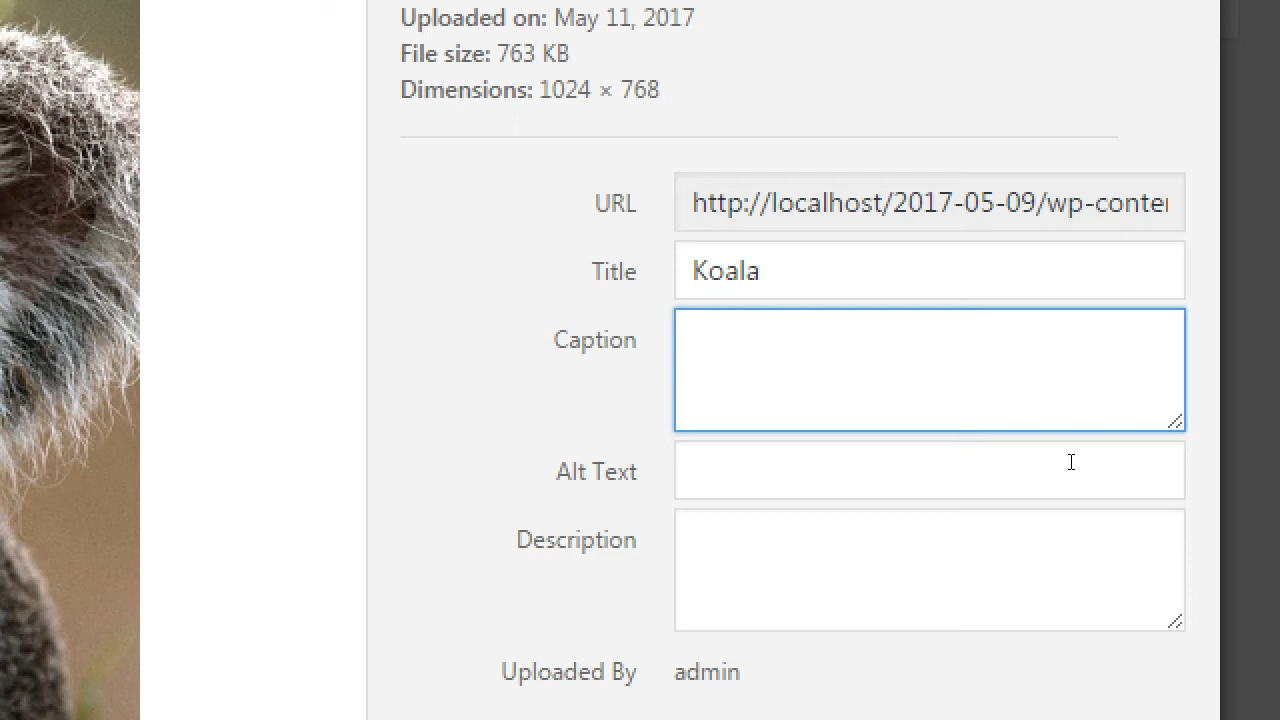 Uploaded on: May 11, 2017
File size: 763 KB
Dimensions: 1024 × 768
URL http://localhost/2017-05-09/wp-conter
Title Koala
Caption
Alt Text
Description
Uploaded By admin